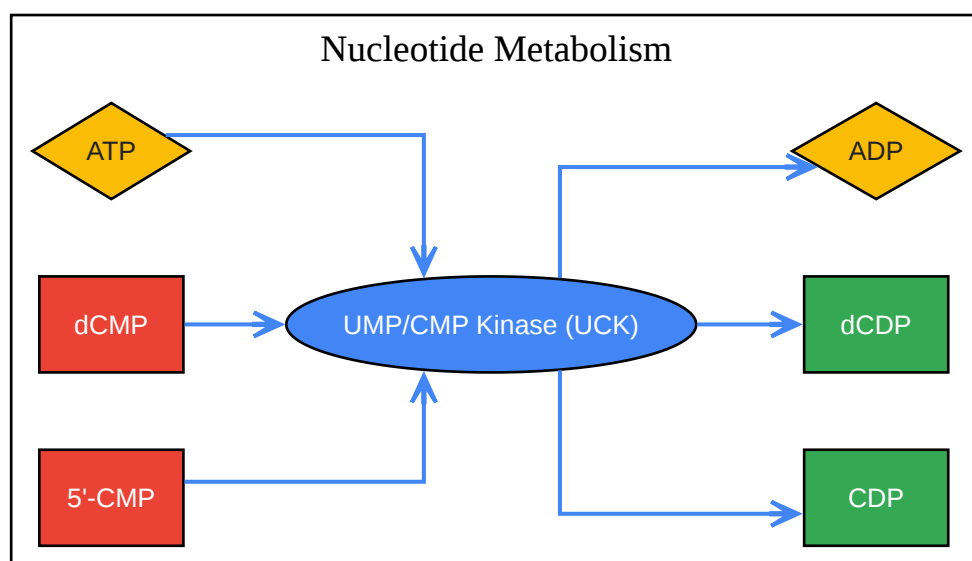 Nucleotide Metabolism
ATP
ADP
dCMP
UMP/CMP Kinase (UCK)
dCDP
5'-CMP
CDP